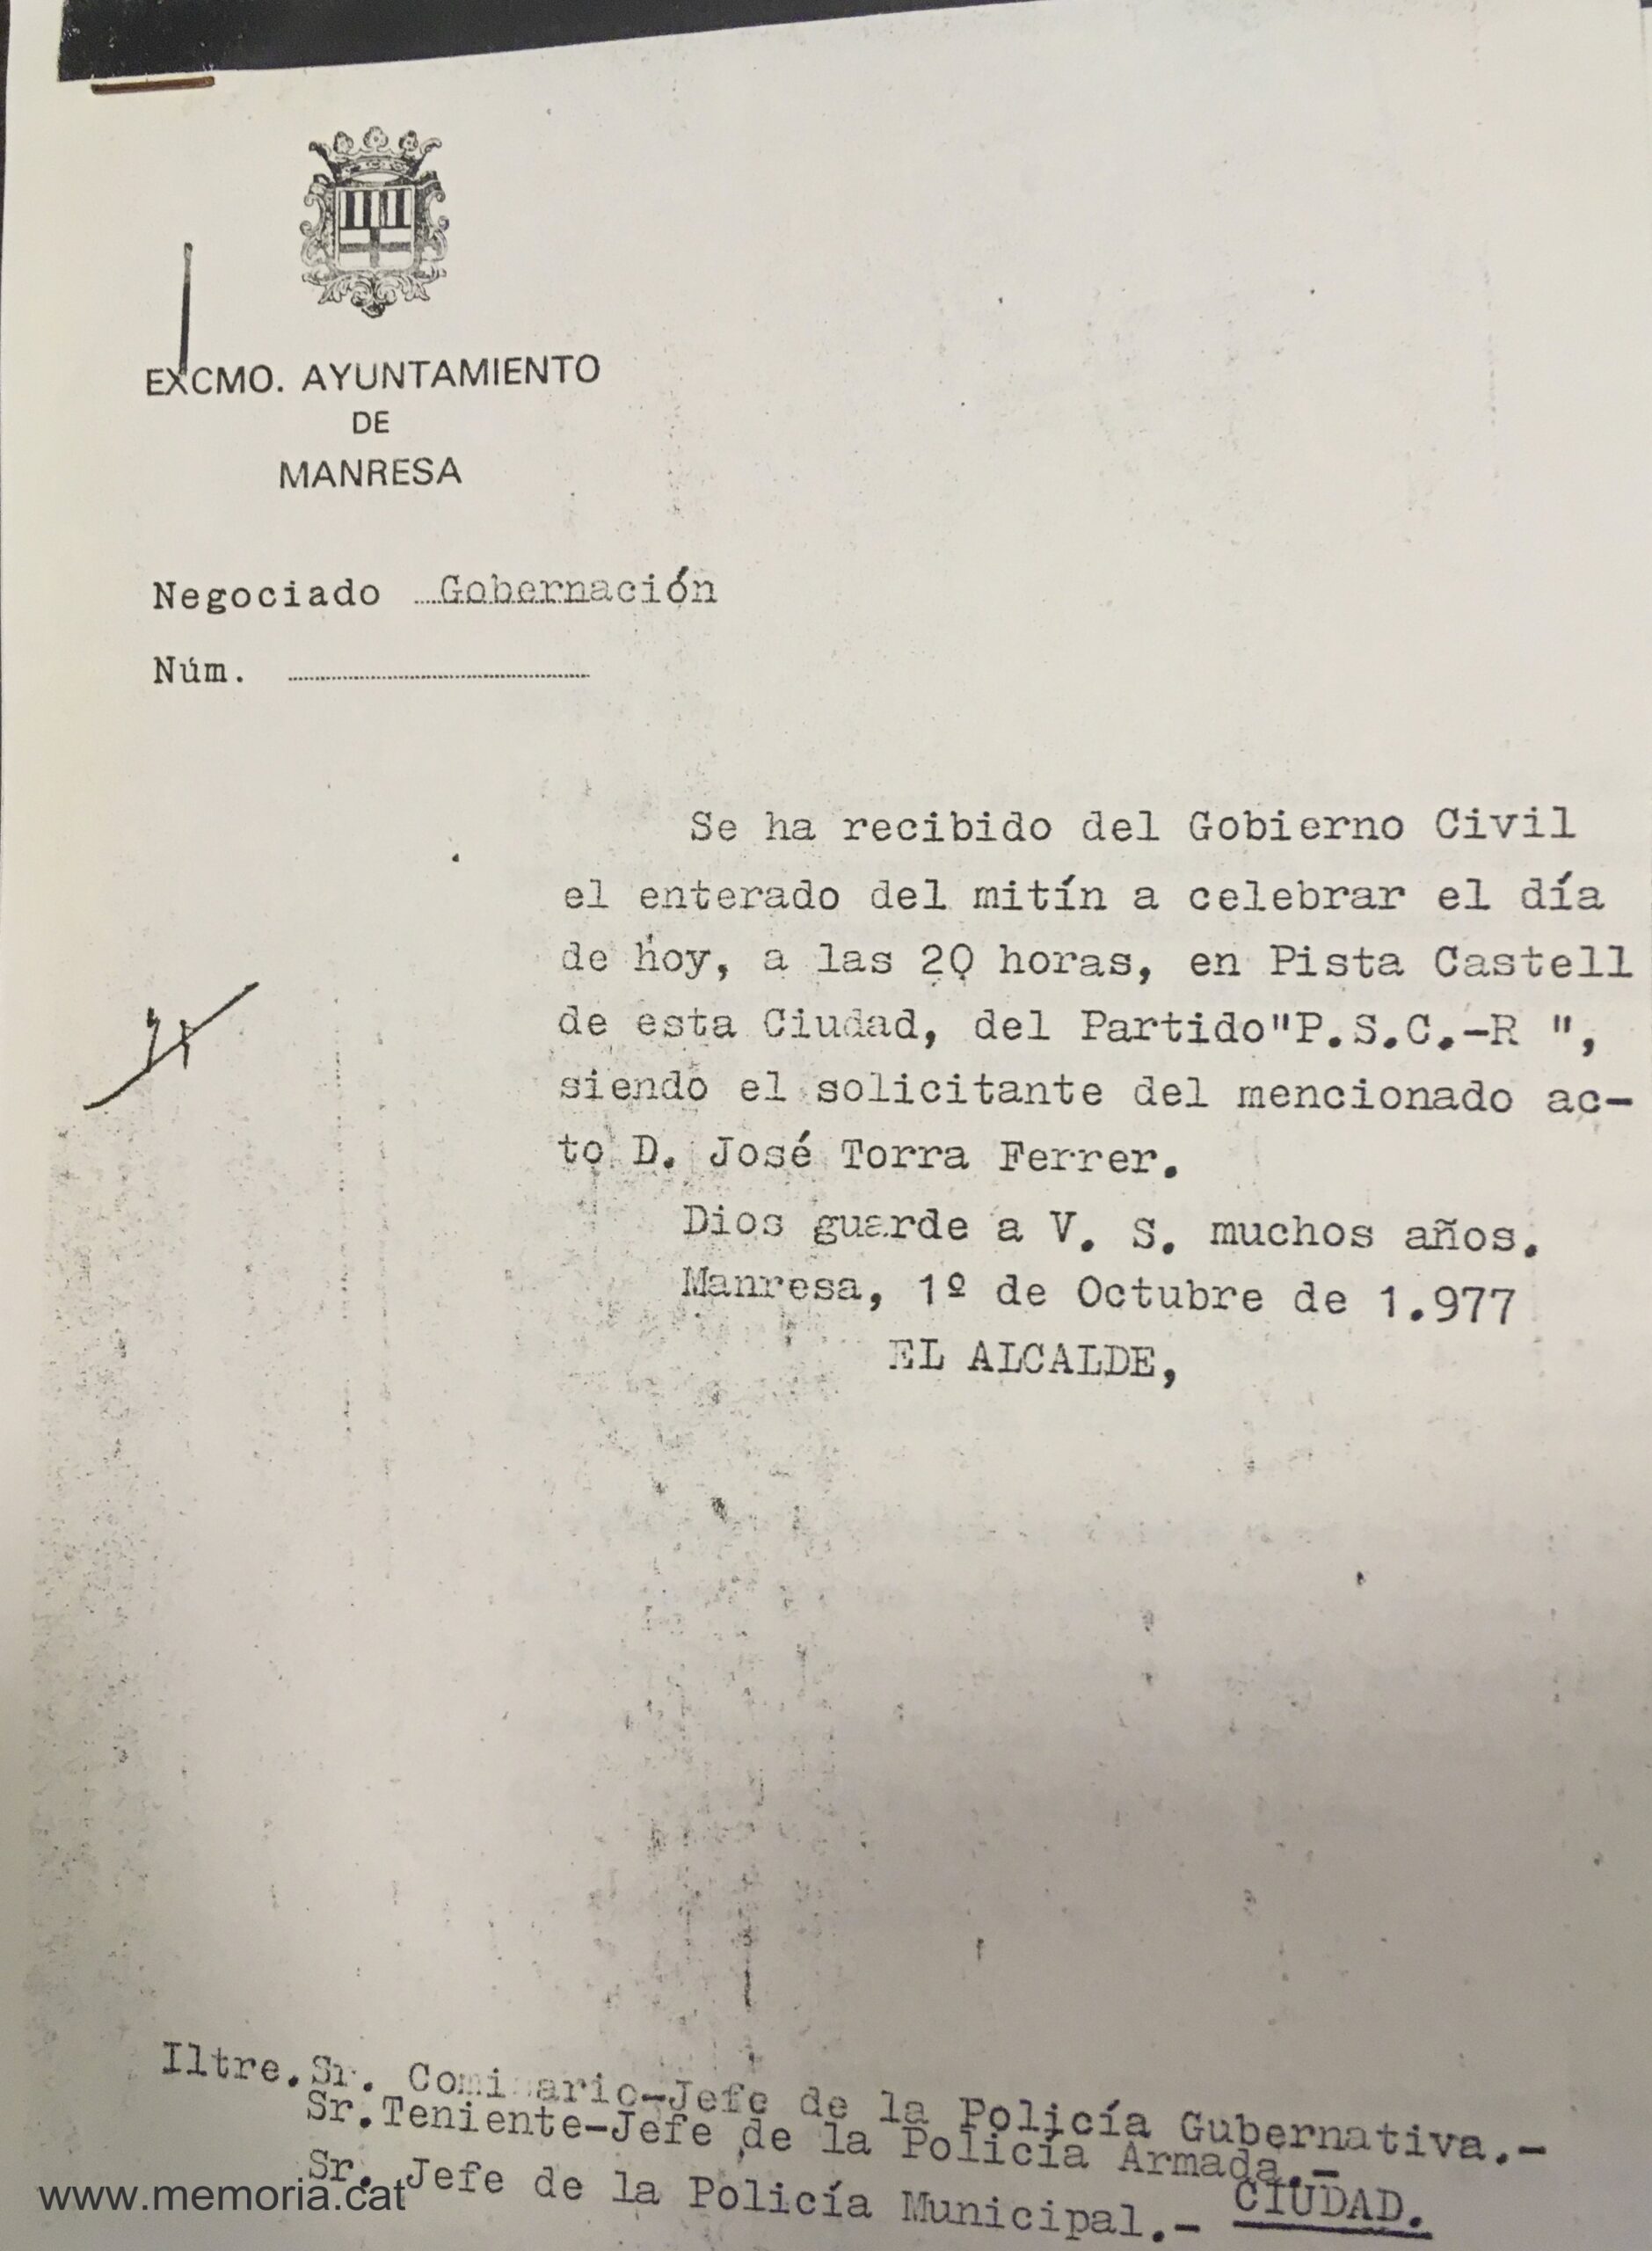 EXCMO. AYUNTAMIENTO
DE
MANRESA
Negociado Gobernación
Núm.
Se ha recibido del Gobierno Civil
el enterado del mitín a celebrar el día
de hoy, a las 20 horas, en Pista Castell
de esta Ciudad, del Partido"P.S.C.-R ",
siendo el solicitante del mencionado ac-
to D. José Torra Ferrer.
Dios guarde a V. S. muchos años.
Manresa, 1º de Octubre de 1.977
EL ALCALDE,
Iltre.Sr. Comisario-Jefe de la Policía Gubernativa.-
Sr.Teniente-Jefe de la Policía Armada.-
Sr. Jefe de la Policía Municipal.- CIUDAD.
www.memoria.cat